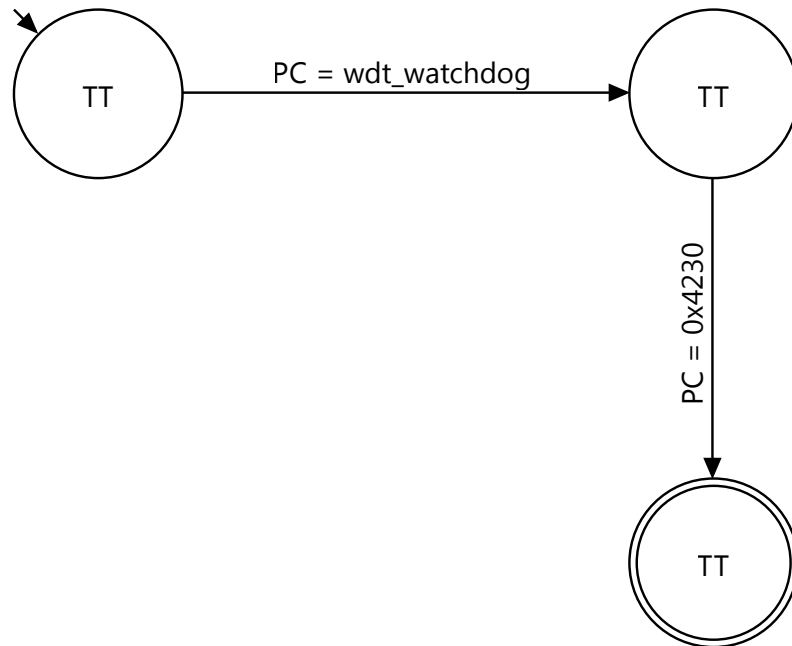 TT
PC = wdt_watchdog
TT
PC = 0x4230
TT